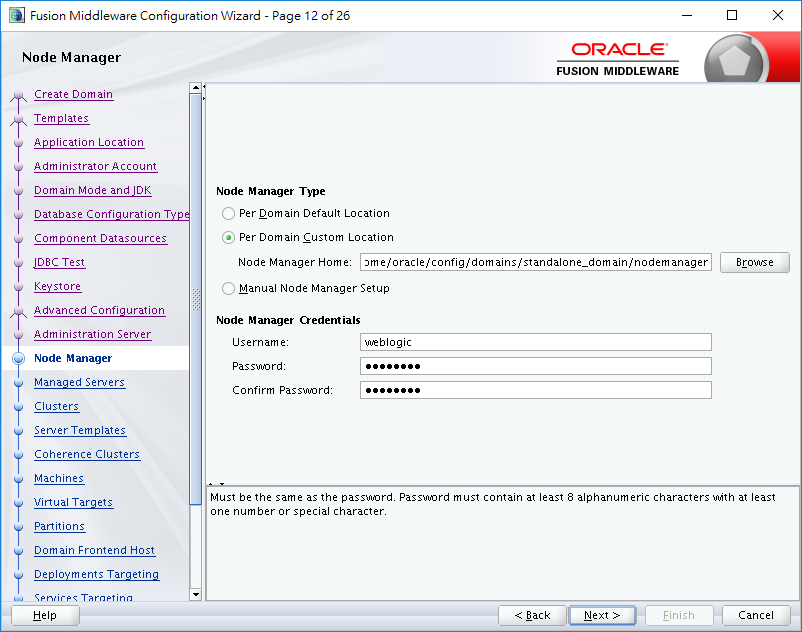 Fusion Middleware Configuration Wizard - Page 12 of 26
Node Manager
ORACLE
FUSION MIDDLEWARE
Create Domain
Templates
Application Location
Administrator Account
Domain Mode and JDK
Database Configuration Type
Component Datasources
JDBC Test
Keystore
Advanced Configuration
Administration Server
Node Manager
Managed Servers
Clusters
Server Templates
Coherence Clusters
Machines
Virtual Targets
Partitions
Domain Frontend Host
Deployments Targeting
Services Targeting
Node Manager Type
Per Domain Default Location
Per Domain Custom Location
Node Manager Home: ome/oracle/config/domains/standalone_domain/nodemanager Browse
Manual Node Manager Setup
Node Manager Credentials
Username: weblogic
Password: ●●●●●●●●
Confirm Password: ●●●●●●●●
Must be the same as the password. Password must contain at least 8 alphanumeric characters with at least
one number or special character.
Help < Back Next > Finish Cancel